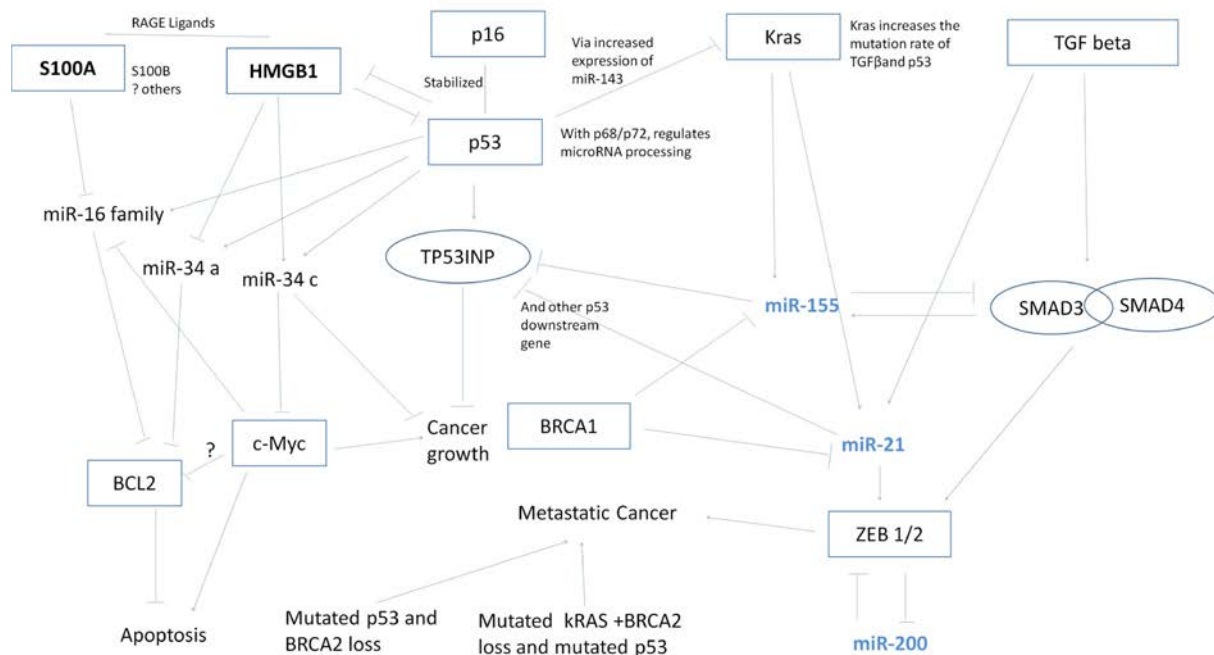 RAGE Ligands
S100A
S100B
? others
HMGB1
p16
Stabilized
Via increased
expression of
miR-143
Kras
Kras increases the
mutation rate of
TGFβand p53
TGF beta
p53
With p68/p72, regulates
microRNA processing
miR-16 family
miR-34 a
miR-34 c
TP53INP
And other p53
downstream
gene
miR-155
SMAD3
SMAD4
?
c-Myc
BCL2
Cancer
growth
BRCA1
miR-21
Metastatic Cancer
ZEB 1/2
Apoptosis
Mutated p53 and
BRCA2 loss
Mutated kRAS +BRCA2
loss and mutated p53
miR-200